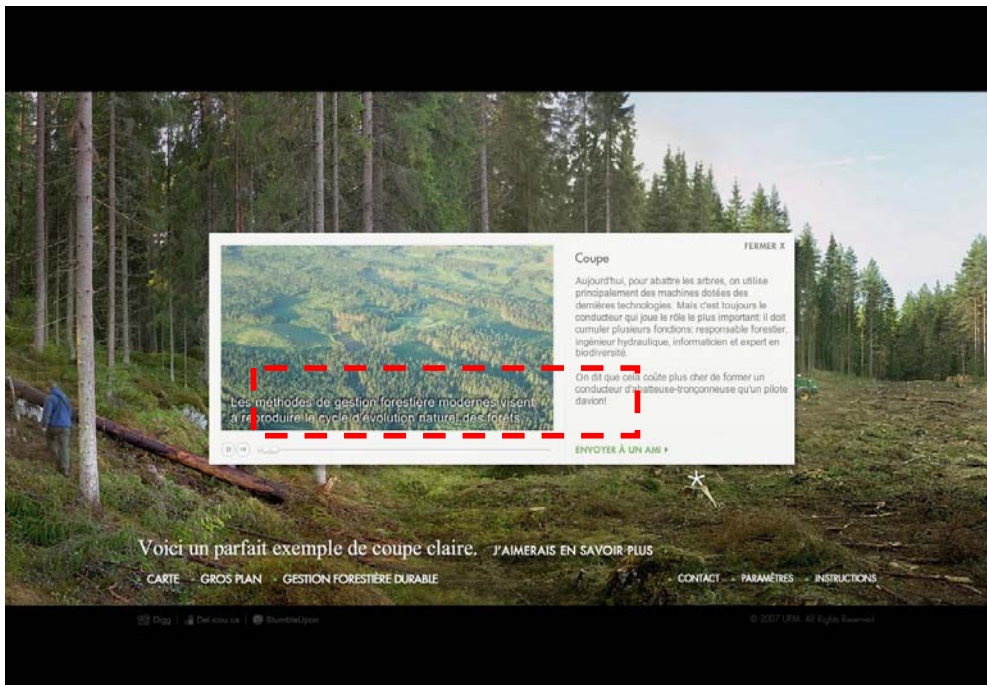 FERMER X
Coupe
Aujourd'hui, pour abattre les arbres, on utilise
principalement des machines dotées des
dernières technologies. Mais c'est toujours le
conducteur qui joue le rôle le plus important: il doit
cumuler plusieurs fonctions: responsable forestier,
ingénieur hydraulique, informaticien et expert en
biodiversité.
On dit que cela coûte plus cher de former un
conducteur d'abatteuse-tronçonneuse qu'un pilote
davion!
Les méthodes de gestion forestière modernes visent
à reproduire le cycle d'évolution naturel des forêts.
ENVOYER À UN AMI
Voici un parfait exemple de coupe claire. J'AIMERAIS EN SAVOIR PLUS
CARTE - GROS PLAN - GESTION FORESTIÈRE DURABLE - CONTACT - PARAMÈTRES - INSTRUCTIONS
Digg | Del.icio.us | StumbleUpon © 2007 UPM. All Rights Reserved.